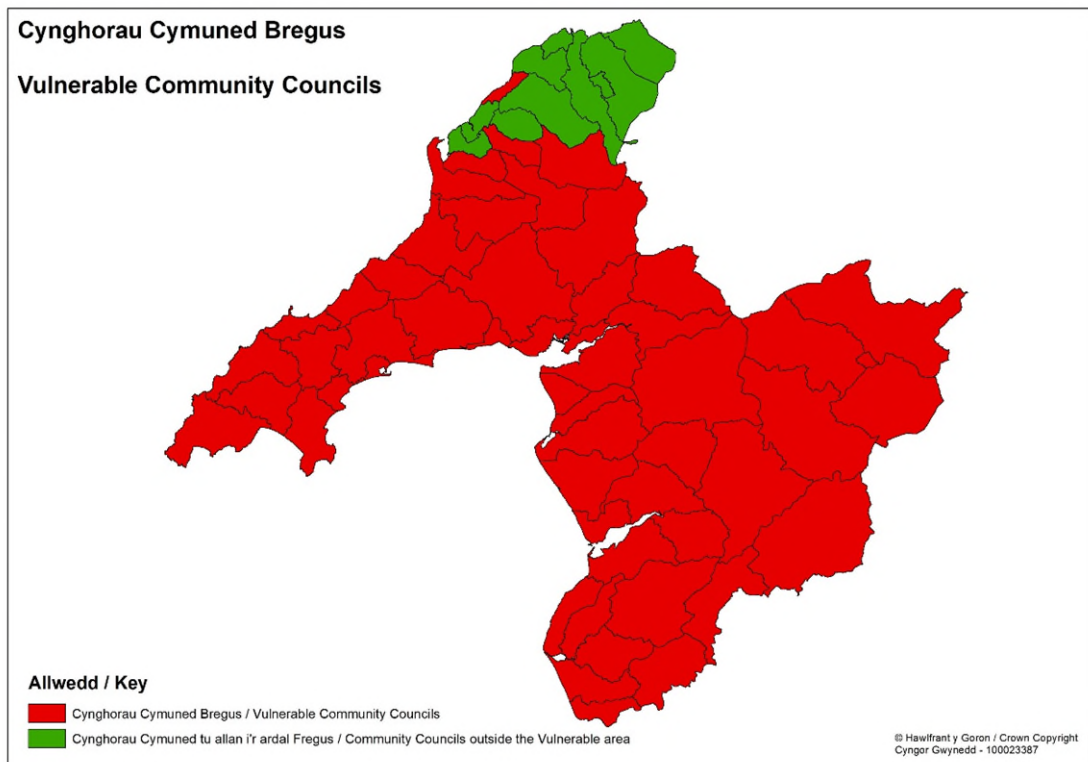 Cynghorau Cymuned Bregus
Vulnerable Community Councils
Allwedd / Key
Cynghorau Cymuned Bregus / Vulnerable Community Councils
Cynghorau Cymuned tu allan i'r ardal Fregus / Community Councils outside the Vulnerable area
© Hawlfraint y Goron / Crown Copyright
Cyngor Gwynedd - 100023387